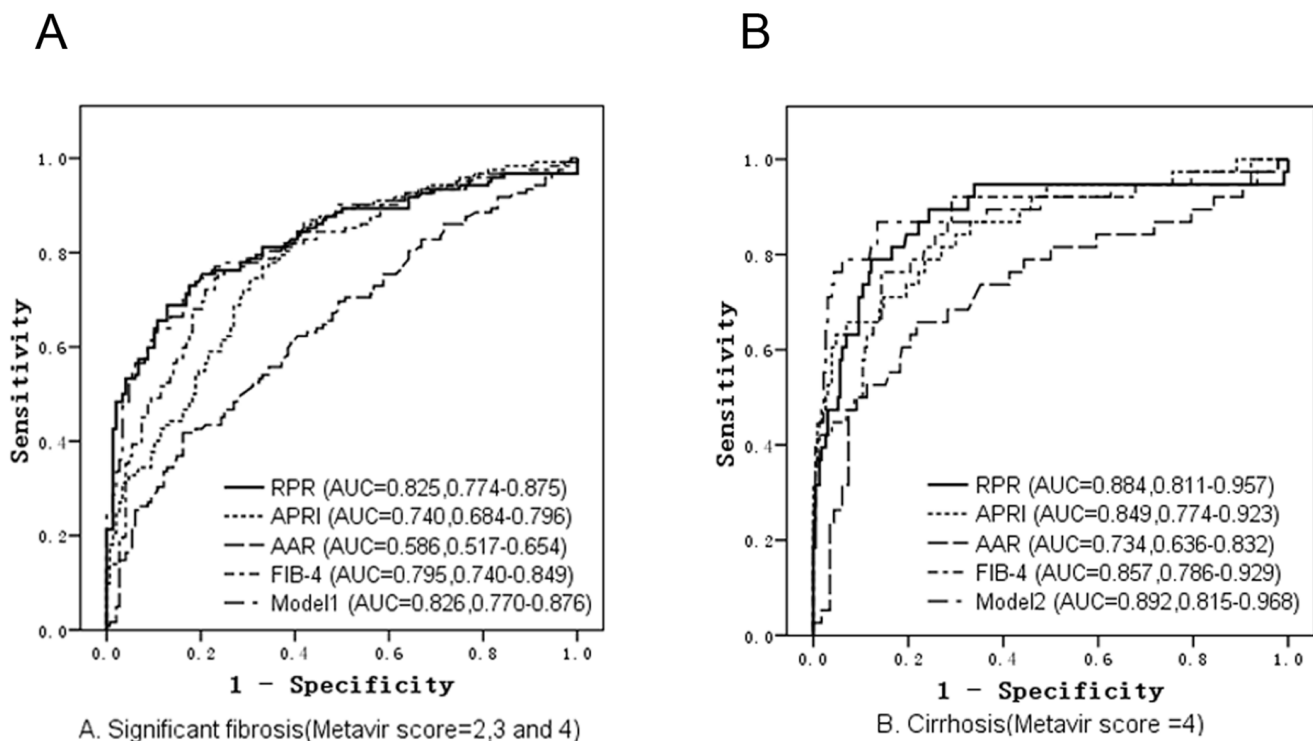 A
B
1.0
0.8
0.6
0.4
0.2
0.0
Sensitivity
RPR (AUC=0.825,0.774-0.875)
APRI (AUC=0.740,0.684-0.796)
AAR (AUC=0.586,0.517-0.654)
FIB-4 (AUC=0.795,0.740-0.849)
Model1 (AUC=0.826,0.770-0.876)
0.0 0.2 0.4 0.6 0.8 1.0
1 - Specificity
A. Significant fibrosis(Metavir score=2,3 and 4)
1.0
0.8
0.6
0.4
0.2
0.0
Sensitivity
RPR (AUC=0.884,0.811-0.957)
APRI (AUC=0.849,0.774-0.923)
AAR (AUC=0.734,0.636-0.832)
FIB-4 (AUC=0.857,0.786-0.929)
Model2 (AUC=0.892,0.815-0.968)
0.0 0.2 0.4 0.6 0.8 1.0
1 - Specificity
B. Cirrhosis(Metavir score =4)